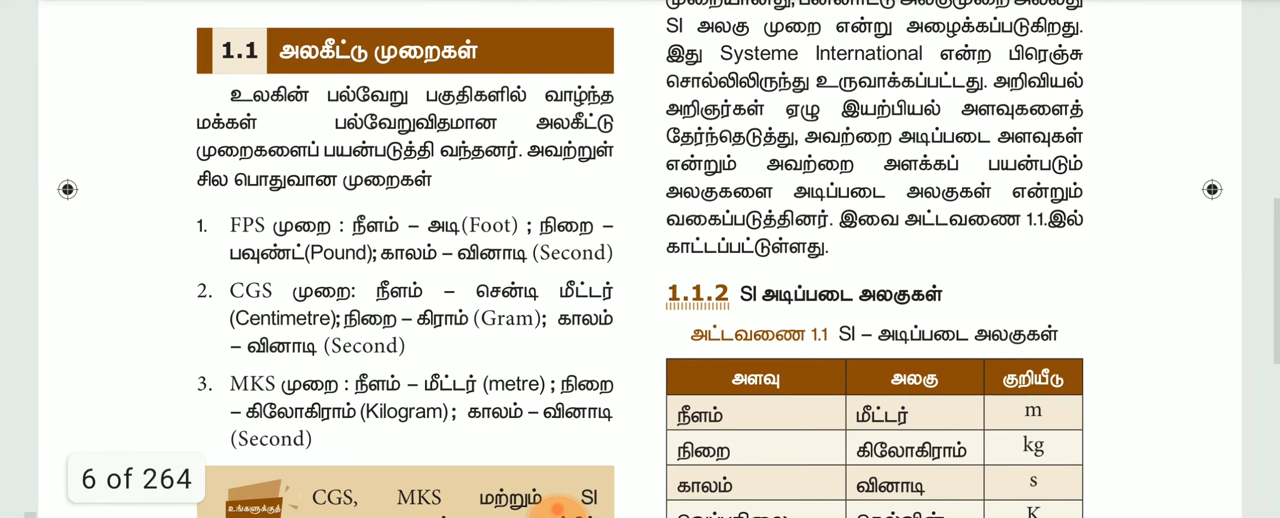 1.1 அலகீட்டு முறைகள்
உலகின் பல்வேறு பகுதிகளில் வாழ்ந்த
மக்கள் பல்வேறுவிதமான அலகீட்டு
முறைகளைப் பயன்படுத்தி வந்தனர். அவற்றுள்
சில பொதுவான முறைகள்
1. FPS முறை : நீளம் – அடி(Foot) ; நிறை –
பவுண்ட்(Pound); காலம் – வினாடி (Second)
2. CGS முறை: நீளம் – சென்டி மீட்டர்
(Centimetre); நிறை – கிராம் (Gram); காலம்
– வினாடி (Second)
3. MKS முறை : நீளம் – மீட்டர் (metre) ; நிறை
– கிலோகிராம் (Kilogram) ; காலம் – வினாடி
(Second)
6 of 264
உங்களுக்குத்
CGS, MKS மற்றும் SI
SI அலகு முறை என்று அழைக்கப்படுகிறது.
இது Systeme International என்ற பிரெஞ்சு
சொல்லிலிருந்து உருவாக்கப்பட்டது. அறிவியல்
அறிஞர்கள் ஏழு இயற்பியல் அளவுகளைத்
தேர்ந்தெடுத்து, அவற்றை அடிப்படை அளவுகள்
என்றும் அவற்றை அளக்கப் பயன்படும்
அலகுகளை அடிப்படை அலகுகள் என்றும்
வகைப்படுத்தினர். இவை அட்டவணை 1.1.இல்
காட்டப்பட்டுள்ளது.
1.1.2 SI அடிப்படை அலகுகள்
அட்டவணை 1.1 SI – அடிப்படை அலகுகள்
அளவு அலகு குறியீடு
நீளம் மீட்டர் m
நிறை கிலோகிராம் kg
காலம் வினாடி s
K